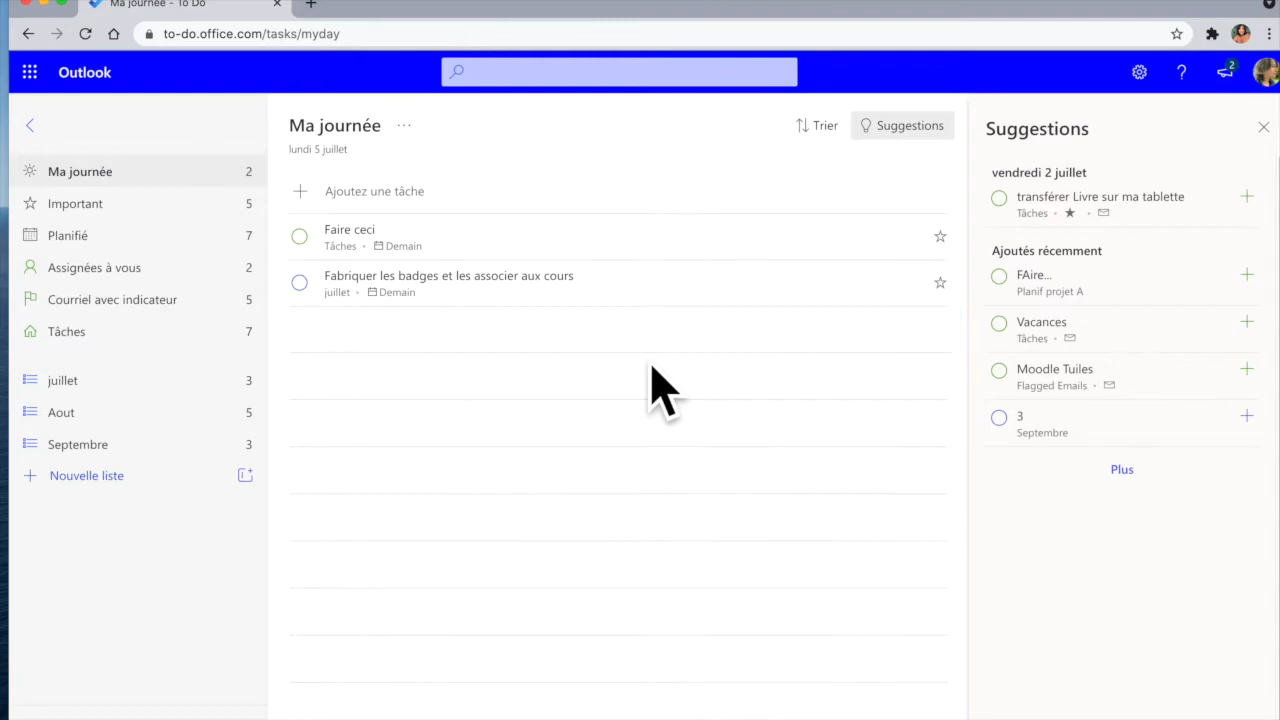 Ma journée - To Do
to-do.office.com/tasks/myday
Outlook
2
Ma journée 2
Important 5
Planifié 7
Assignées à vous 2
Courriel avec indicateur 5
Tâches 7
juillet 3
Aout 5
Septembre 3
Nouvelle liste
Ma journée ...
Trier
Suggestions
lundi 5 juillet
Ajoutez une tâche
Faire ceci
Tâches • Demain
Fabriquer les badges et les associer aux cours
juillet • Demain
Suggestions
vendredi 2 juillet
transférer Livre sur ma tablette
Tâches • ★ •
Ajoutés récemment
FAire...
Planif projet A
Vacances
Tâches •
Moodle Tuiles
Flagged Emails •
3
Septembre
Plus